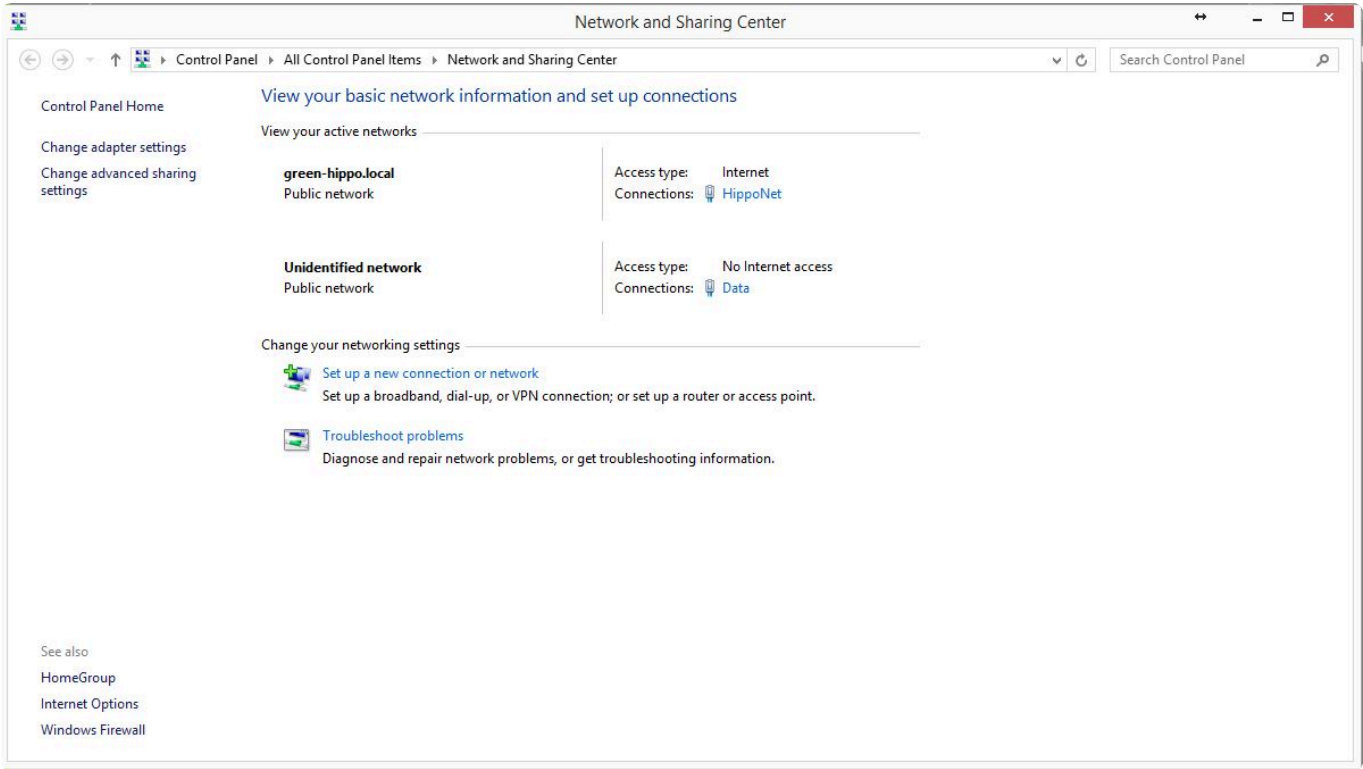 Network and Sharing Center
Control Panel All Control Panel Items Network and Sharing Center
Search Control Panel
Control Panel Home
Change adapter settings
Change advanced sharing
settings
View your basic network information and set up connections
View your active networks
green-hippo.local
Public network
Access type: Internet
Connections: HippoNet
Unidentified network
Public network
Access type: No Internet access
Connections: Data
Change your networking settings
Set up a new connection or network
Set up a broadband, dial-up, or VPN connection; or set up a router or access point.
Troubleshoot problems
Diagnose and repair network problems, or get troubleshooting information.
See also
HomeGroup
Internet Options
Windows Firewall